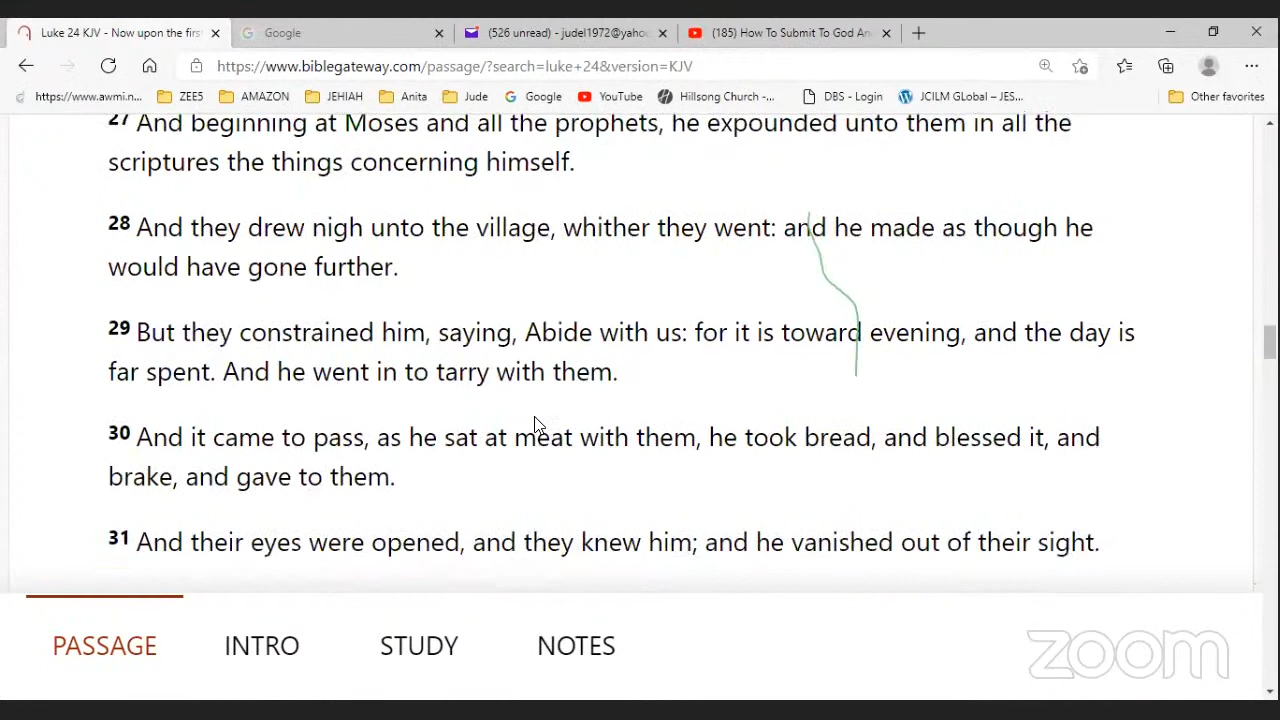 Luke 24 KJV - Now upon the firs
Google
(526 unread) - judel1972@yaho
(185) How To Submit To God An
https://www.biblegateway.com/passage/?search=luke+24&version=KJV
https://www.awmi.n...
ZEE5
AMAZON
JEHIAH
Anita
Jude
Google
YouTube
Hillsong Church -...
DBS - Login
JCILM GLobal – JES...
Other favorites
27 And beginning at Moses and all the prophets, he expounded unto them in all the
scriptures the things concerning himself.
28 And they drew nigh unto the village, whither they went: and he made as though he
would have gone further.
29 But they constrained him, saying, Abide with us: for it is toward evening, and the day is
far spent. And he went in to tarry with them.
30 And it came to pass, as he sat at meat with them, he took bread, and blessed it, and
brake, and gave to them.
31 And their eyes were opened, and they knew him; and he vanished out of their sight.
PASSAGE
INTRO
STUDY
NOTES
zoom